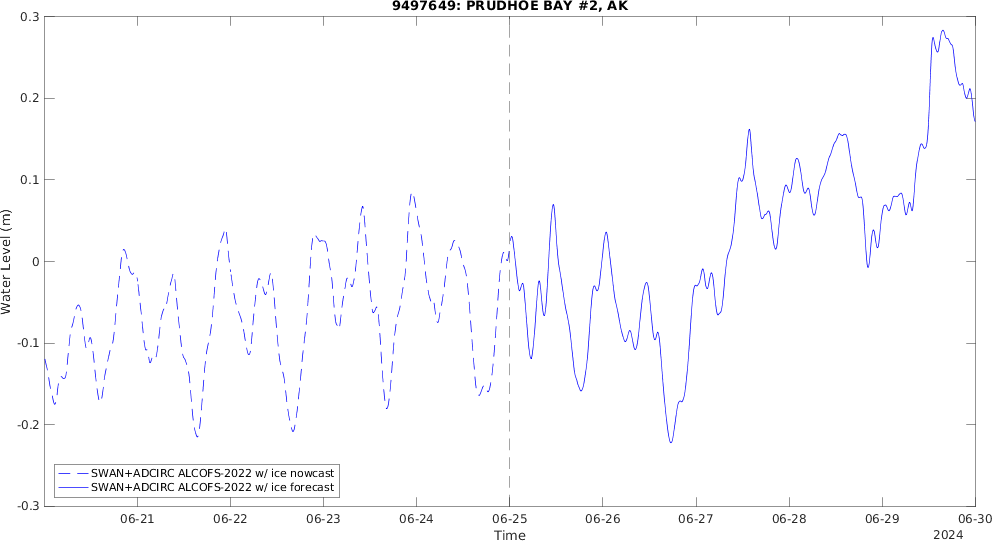 9497649: PRUDHOE BAY #2, AK
0.3
0.2
0.1
0
-0.1
-0.2
-0.3
Water Level (m)
SWAN+ADCIRC ALCOFS-2022 w/ ice nowcast
SWAN+ADCIRC ALCOFS-2022 w/ ice forecast
06-21 06-22 06-23 06-24 06-25 06-26 06-27 06-28 06-29 06-30
Time
2024